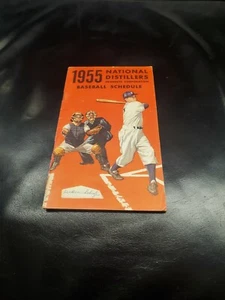 1955 NATIONAL
DISTILLERS
BASEBALL SCHEDULE